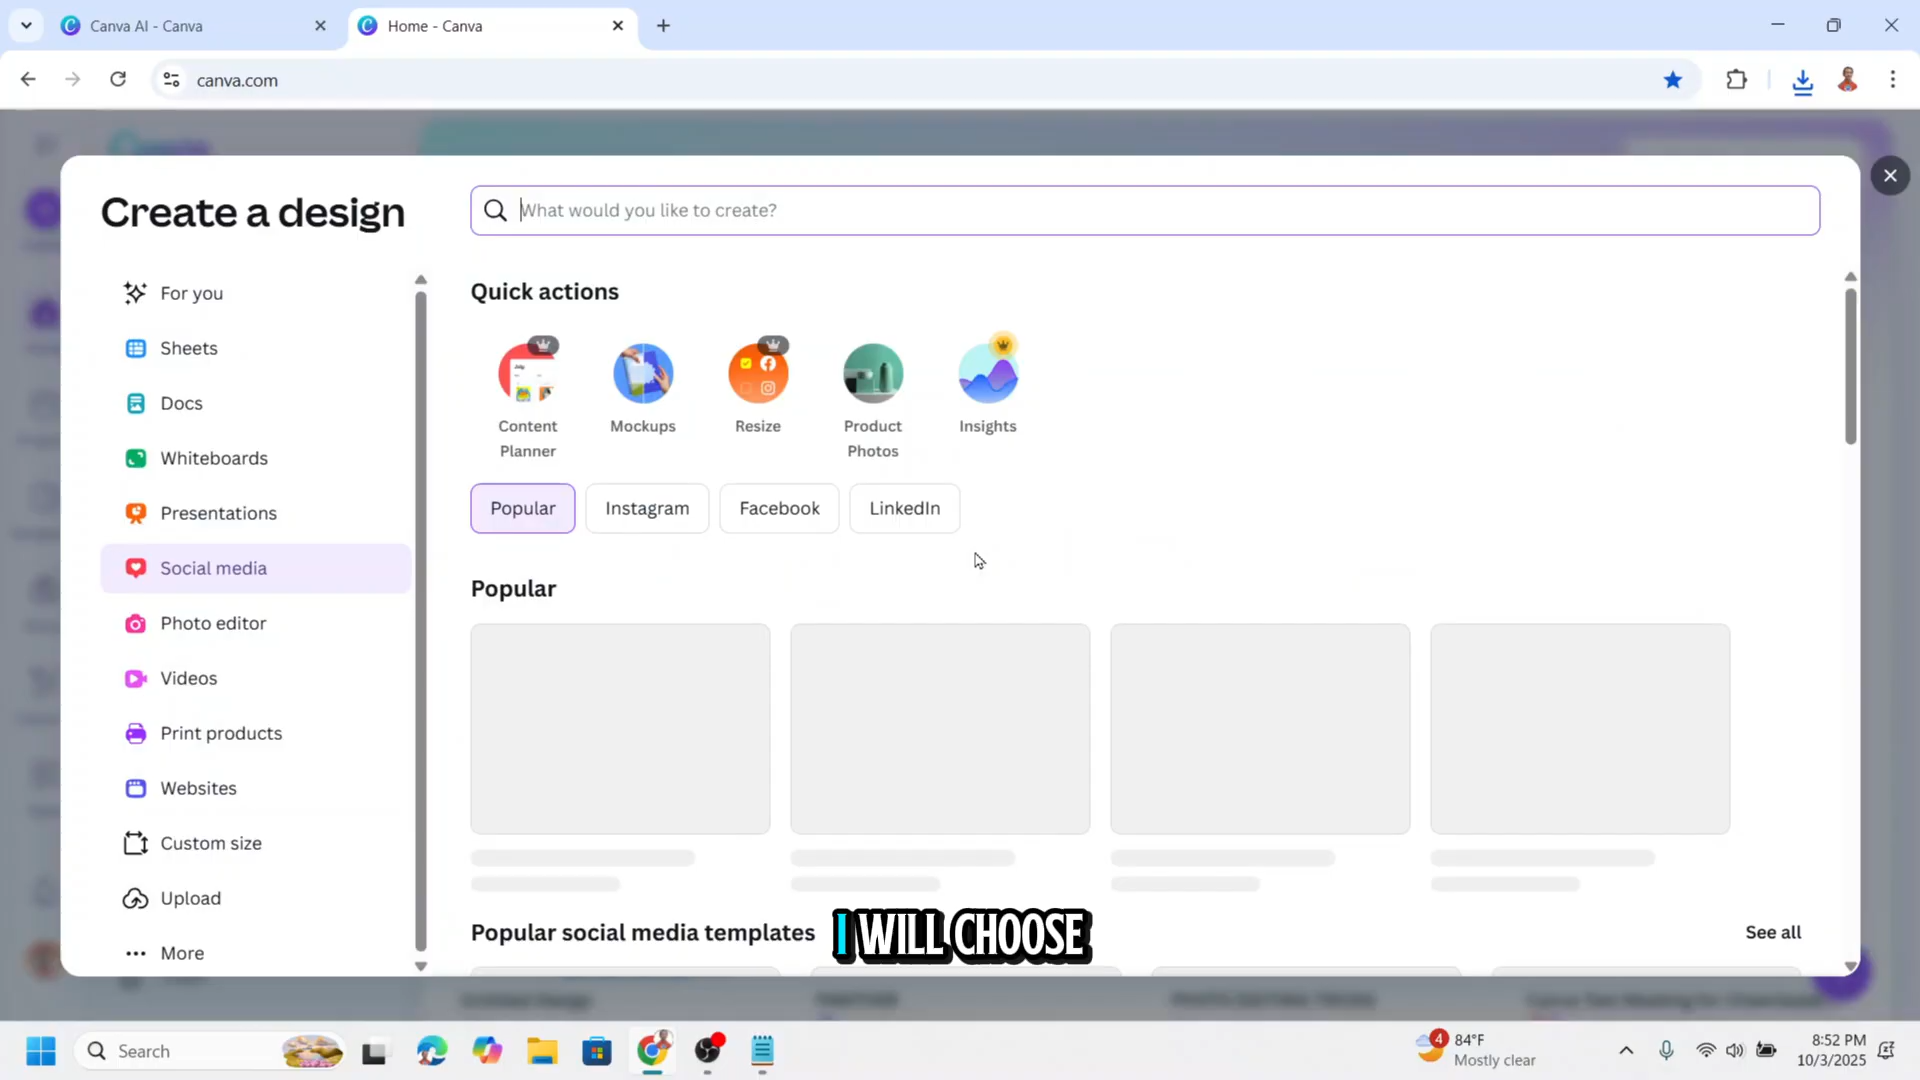 Canva AI - Canva
Home - Canva
canva.com
Create a design
What would you like to create?
For you
Sheets
Docs
Whiteboards
Presentations
Social media
Photo editor
Videos
Print products
Websites
Custom size
Upload
More
Quick actions
Content
Planner
Mockups
Resize
Product
Photos
Insights
Popular
Instagram
Facebook
LinkedIn
Popular
Popular social media templates
See all
I WILL CHOOSE
Search
4
84°F
Mostly clear
8:52 PM
10/3/2025